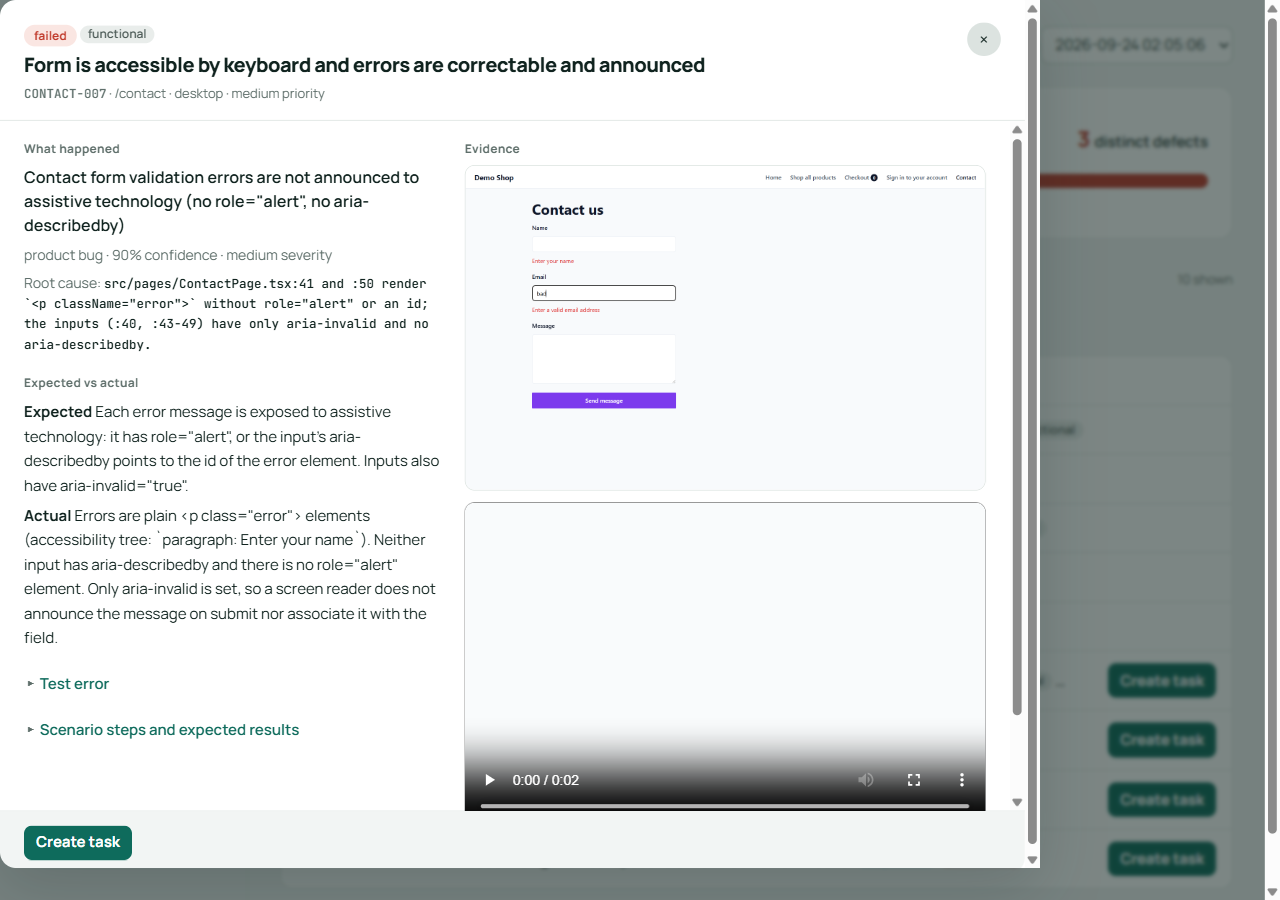 failed functional
×
Form is accessible by keyboard and errors are correctable and announced
CONTACT-007 · /contact · desktop · medium priority
What happened
Contact form validation errors are not announced to
assistive technology (no role="alert", no aria-
describedby)
product bug · 90% confidence · medium severity
Root cause: src/pages/ContactPage.tsx:41 and :50 render
`<p className="error">` without role="alert" or an id;
the inputs (:40, :43-49) have only aria-invalid and no
aria-describedby.
Expected vs actual
Expected Each error message is exposed to assistive
technology: it has role="alert", or the input's aria-
describedby points to the id of the error element. Inputs also
have aria-invalid="true".
Actual Errors are plain <p class="error"> elements
(accessibility tree: `paragraph: Enter your name`). Neither
input has aria-describedby and there is no role="alert"
element. Only aria-invalid is set, so a screen reader does not
announce the message on submit nor associate it with the
field.
▸ Test error
▸ Scenario steps and expected results
Evidence
Demo Shop Home Shop all products Checkout Sign in to your account Contact
Contact us
Name
Enter your name
Email
bad
Enter a valid email address
Message
Send message
0:00 / 0:02
Create task
2026-09-24 02:05:06
3 distinct defects
10 shown
Create task
Create task
Create task
Create task